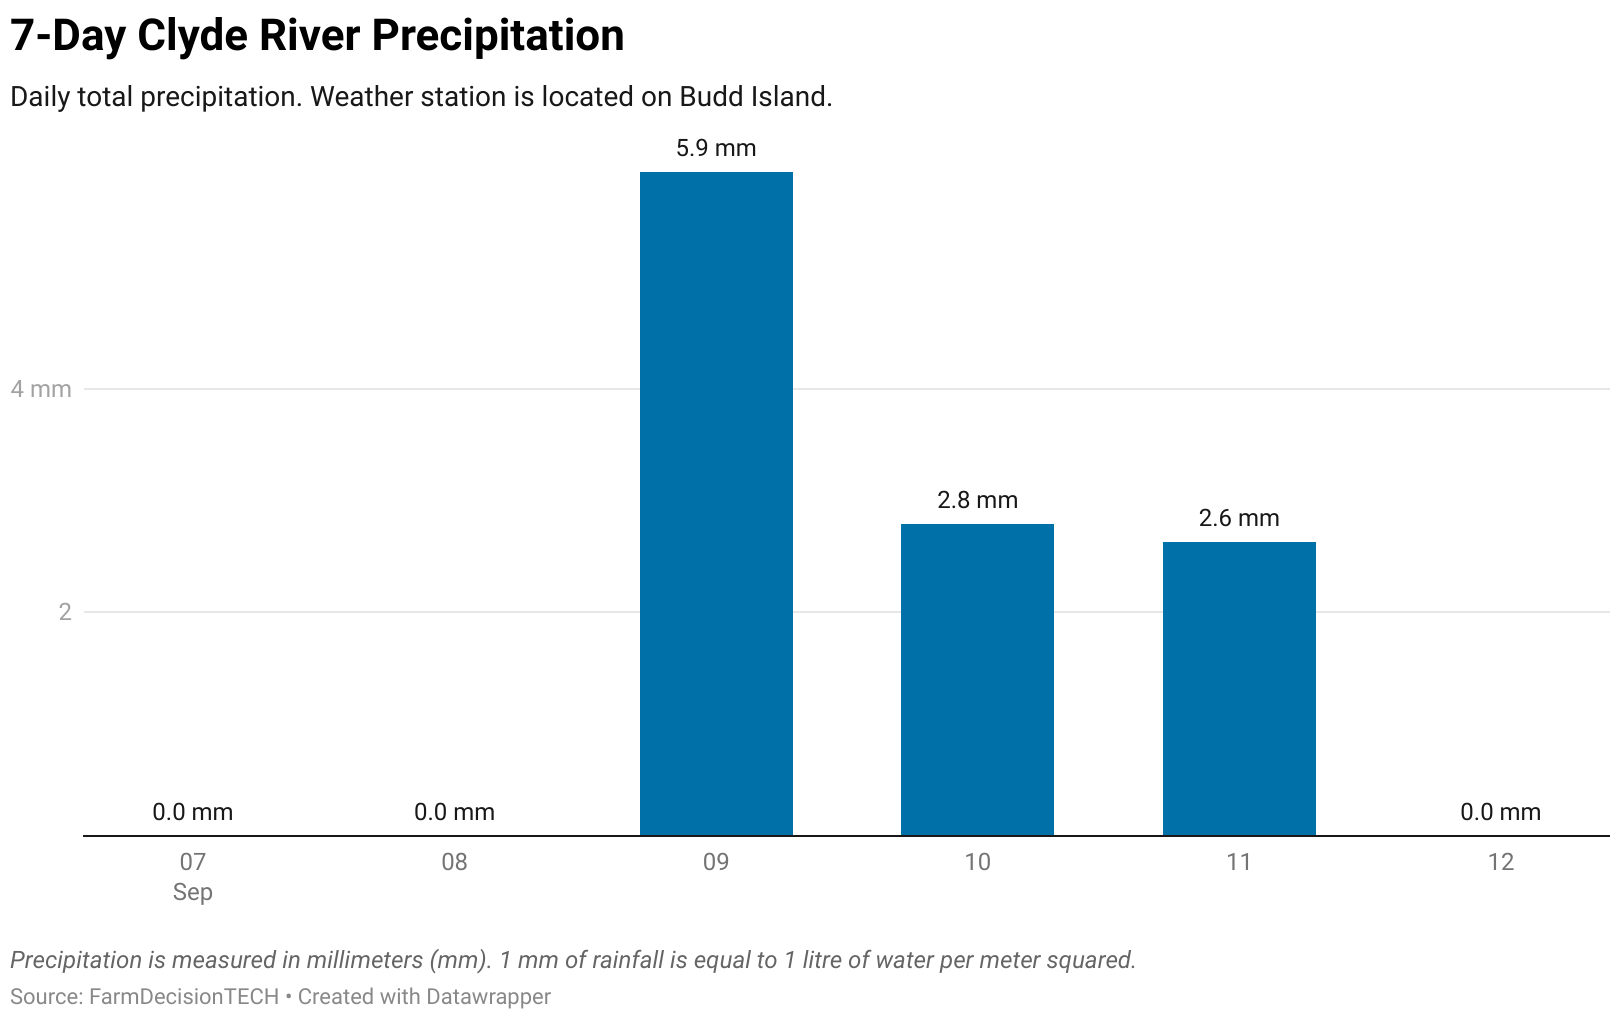 7-Day Clyde River Precipitation
Daily total precipitation. Weather station is located on Budd Island.
5.9 mm
4 mm
2.8 mm
2.6 mm
2
0.0 mm 0.0 mm 0.0 mm
07 08 09 10 11 12
Sep
Precipitation is measured in millimeters (mm). 1 mm of rainfall is equal to 1 litre of water per meter squared.
Source: FarmDecisionTECH • Created with Datawrapper